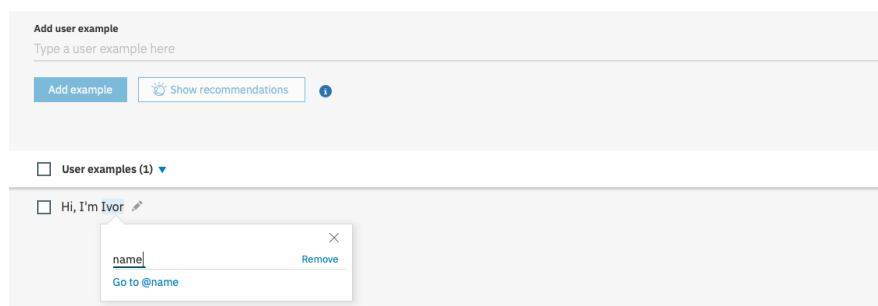 Add user example
Type a user example here
Add example
Show recommendations
User examples (1)
Hi, I'm Ivor
name
Remove
Go to @name